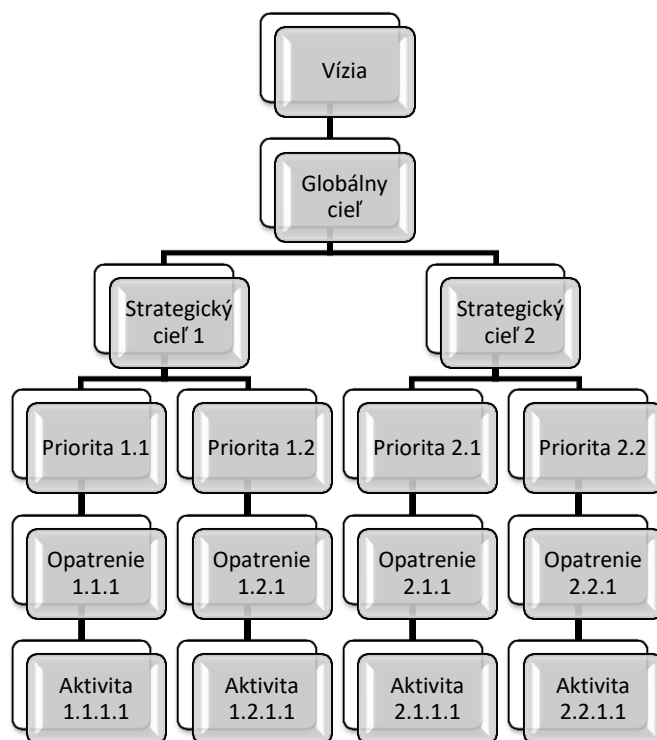 Vízia
Globálny
cieľ
Strategický
cieľ 1
Strategický
cieľ 2
Priorita 1.1
Priorita 1.2
Priorita 2.1
Priorita 2.2
Opatrenie
1.1.1
Opatrenie
1.2.1
Opatrenie
2.1.1
Opatrenie
2.2.1
Aktivita
1.1.1.1
Aktivita
1.2.1.1
Aktivita
2.1.1.1
Aktivita
2.2.1.1